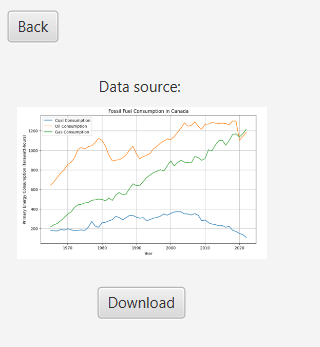 Back
Data source:
Fossil Fuel Consumption in Canada
Coal Consumption
Oil Consumption
Gas Consumption
Primary Energy Consumption (terawatt-hours)
1200
1000
800
600
400
200
1970
1980
1990
2000
2010
2020
Year
Download